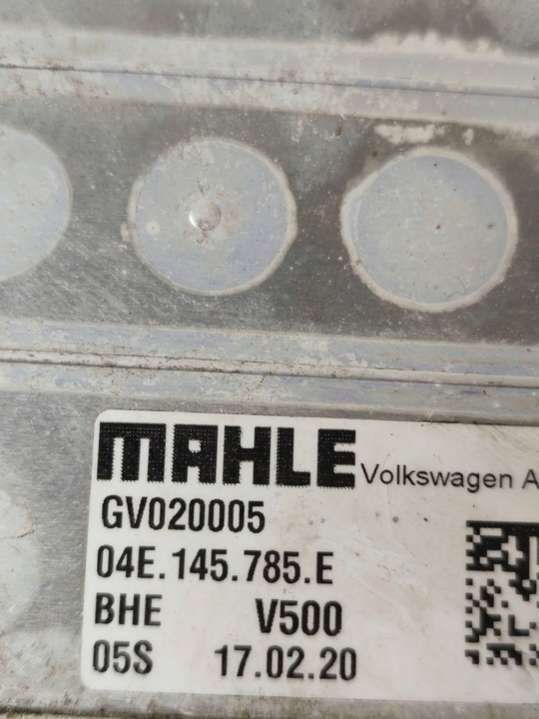 MAHLE Volkswagen A
GV020005
04E.145.785.E
BHE V500
05S 17.02.20